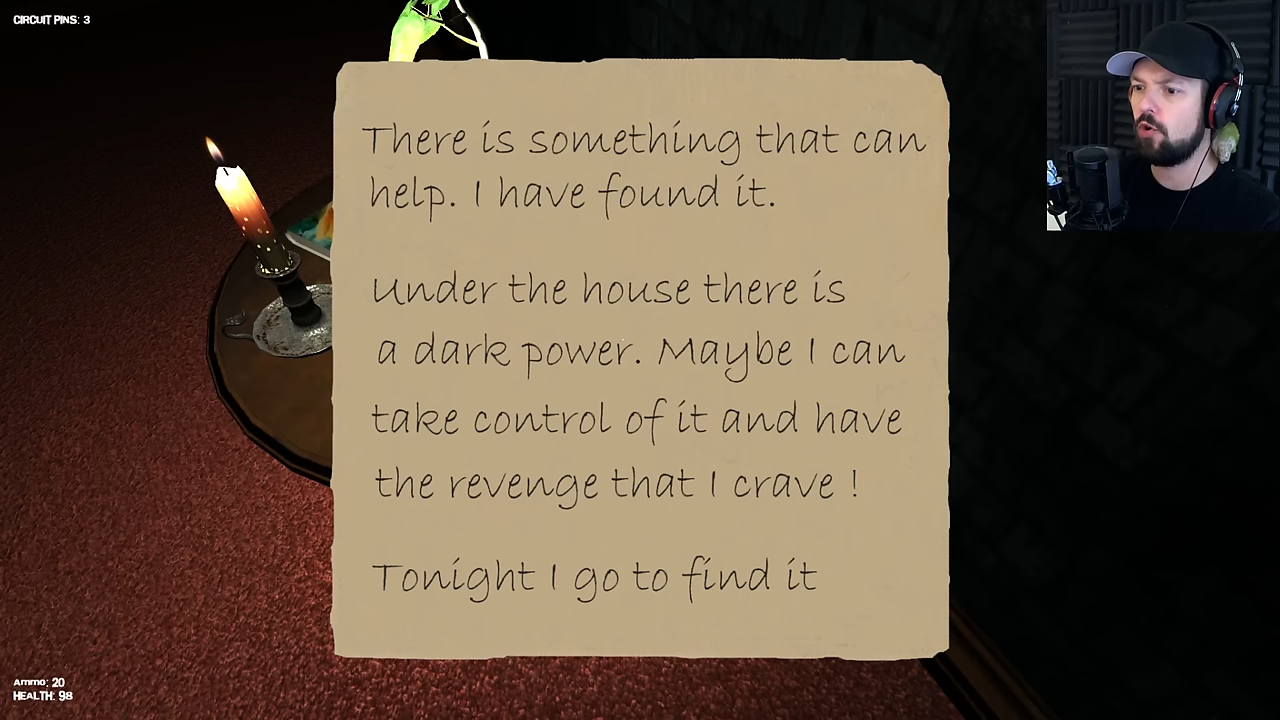 CIRCUIT PINS: 3
There is something that can
help. I have found it.
Under the house there is
a dark power. Maybe I can
take control of it and have
the revenge that I crave !
Tonight I go to find it
Ammo: 20
HEALTH: 98